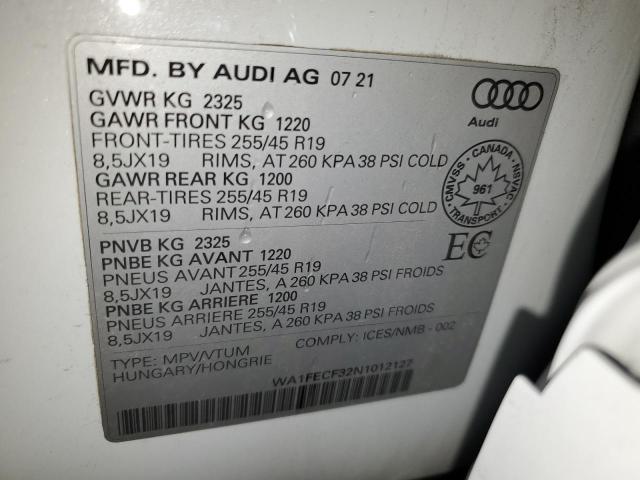 MFD. BY AUDI AG 07 21
Audi
GVWR KG 2325
GAWR FRONT KG 1220
FRONT-TIRES 255/45 R19
8,5JX19 RIMS, AT 260 KPA 38 PSI COLD
GAWR REAR KG 1200
REAR-TIRES 255/45 R19
8,5JX19 RIMS, AT 260 KPA 38 PSI COLD
CMVSS - CANADA - NSVAC
961
TRANSPORT
PNVB KG 2325
PNBE KG AVANT 1220
PNEUS AVANT 255/45 R19
8,5JX19 JANTES, A 260 KPA 38 PSI FROIDS
PNBE KG ARRIERE 1200
PNEUS ARRIERE 255/45 R19
8,5JX19 JANTES, A 260 KPA 38 PSI FROIDS
EC
TYPE: MPV/VTUM COMPLY: ICES/NMB - 002
HUNGARY/HONGRIE
WA1FECF32N1012127